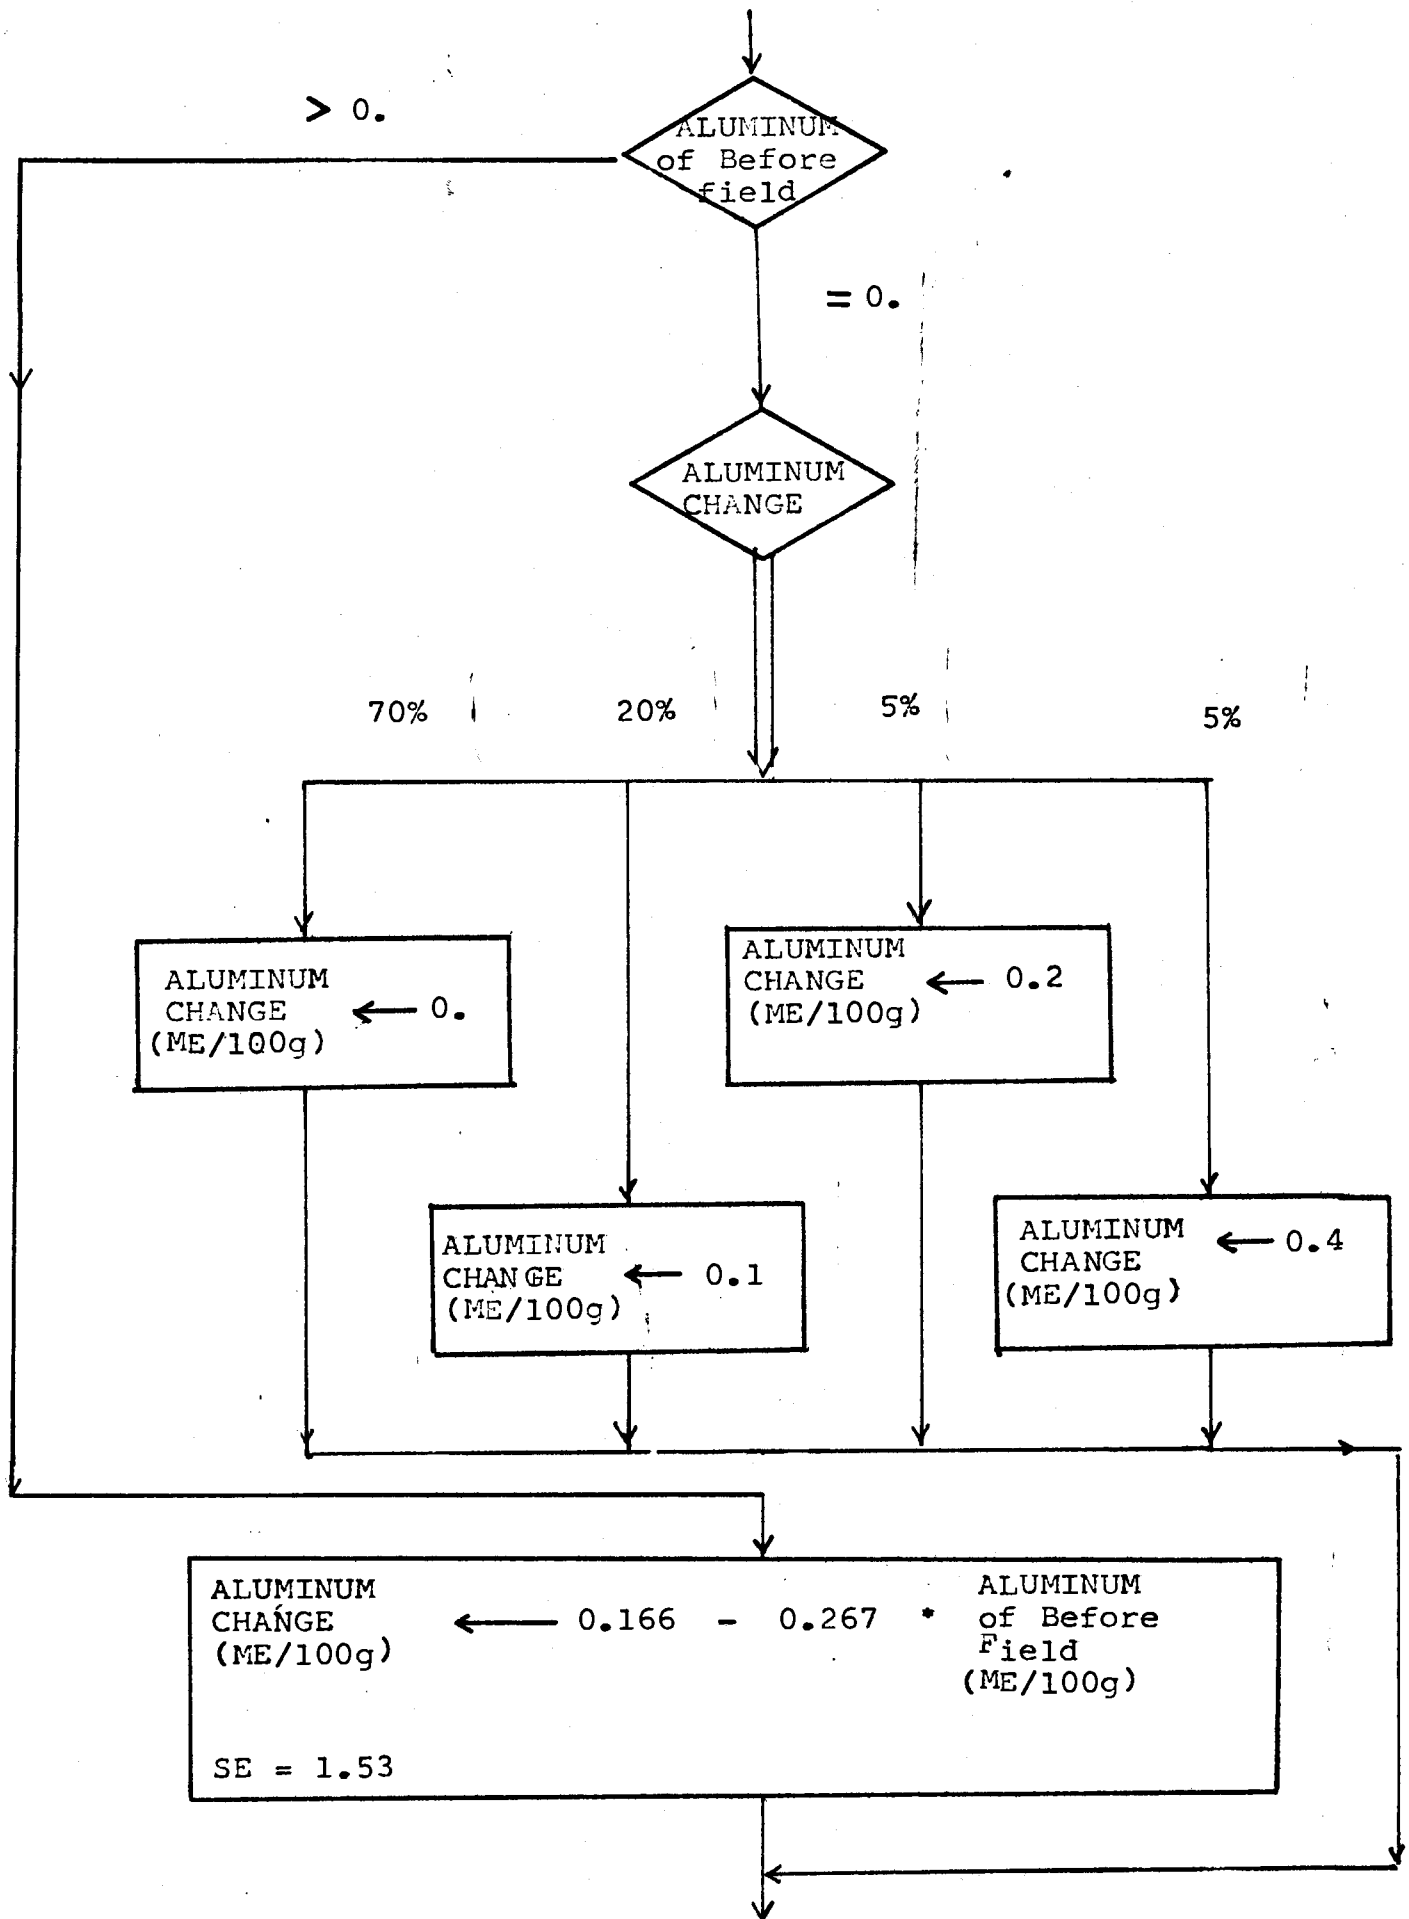 > 0.
ALUMINUM
of Before
field
= 0.
ALUMINUM
CHANGE
70%
20%
5%
5%
ALUMINUM
CHANGE ← 0.
(ME/100g)
ALUMINUM
CHANGE ← 0.2
(ME/100g)
ALUMINUM
CHANGE ← 0.1
(ME/100g)
ALUMINUM ← 0.4
CHANGE
(ME/100g)
ALUMINUM
CHANGE
(ME/100g)
← 0.166 - 0.267 *
ALUMINUM
of Before
Field
(ME/100g)
SE = 1.53